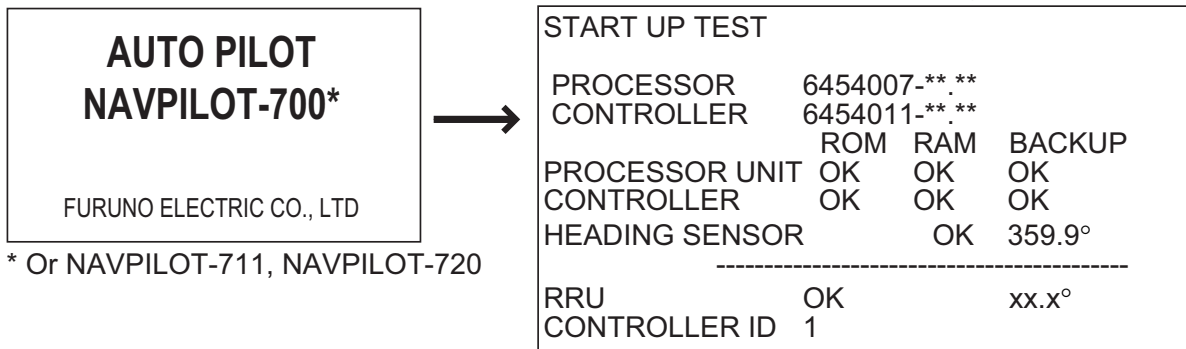 AUTO PILOT
NAVPILOT-700*
FURUNO ELECTRIC CO., LTD
* Or NAVPILOT-711, NAVPILOT-720
START UP TEST
PROCESSOR 6454007-**.**
CONTROLLER 6454011-**.**
ROM RAM BACKUP
PROCESSOR UNIT OK OK OK
CONTROLLER OK OK OK
HEADING SENSOR OK 359.9°
------------------------------------------
RRU OK xx.x°
CONTROLLER ID 1